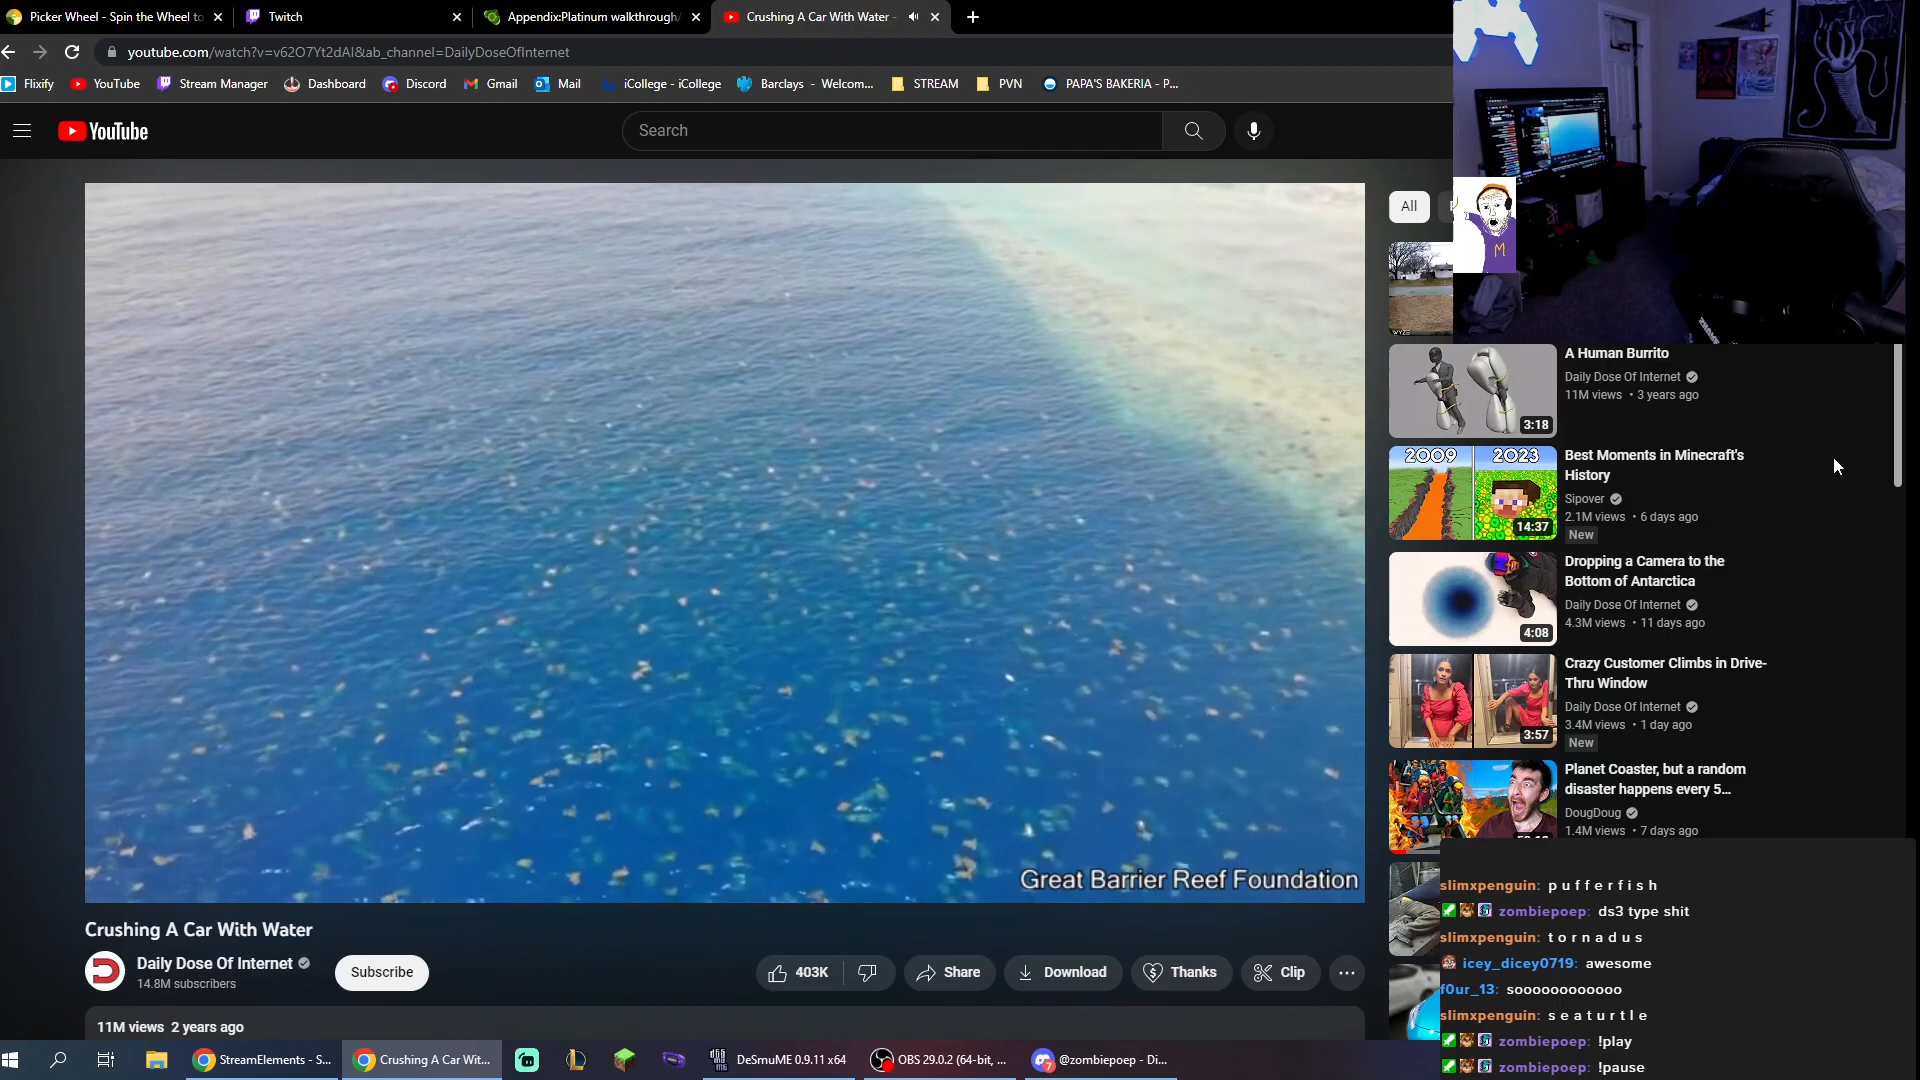 Picker Wheel - Spin the Wheel to
Twitch
Appendix:Platinum walkthrough/
Crushing A Car With Water -
youtube.com/watch?v=v62O7Yt2dAI&ab_channel=DailyDoseOfInternet
Flixify
YouTube
Stream Manager
Dashboard
Discord
Gmail
Mail
iCollege - iCollege
Barclays - Welcom...
STREAM
PVN
PAPA'S BAKERIA - P...
YouTube
Search
All
WYZE
M
A Human Burrito
Daily Dose Of Internet
11M views • 3 years ago
3:18
2009 2023
14:37
Best Moments in Minecraft's
History
Sipover
2.1M views • 6 days ago
New
Dropping a Camera to the
Bottom of Antarctica
Daily Dose Of Internet
4.3M views • 11 days ago
4:08
Crazy Customer Climbs in Drive-
Thru Window
Daily Dose Of Internet
3.4M views • 1 day ago
New
3:57
Planet Coaster, but a random
disaster happens every 5...
DougDoug
1.4M views • 7 days ago
Great Barrier Reef Foundation
Crushing A Car With Water
Daily Dose Of Internet
14.8M subscribers
Subscribe
403K
Share
Download
Thanks
Clip
11M views 2 years ago
slimxpenguin: p u f f e r f i s h
zombiepoep: ds3 type shit
slimxpenguin: t o r n a d u s
icey_dicey0719: awesome
f0ur_13: soooooooooooo
slimxpenguin: s e a t u r t l e
zombiepoep: !play
zombiepoep: !pause
StreamElements - S...
Crushing A Car Wit...
DeSmuME 0.9.11 x64
OBS 29.0.2 (64-bit, ...
7
@zombiepoep - Di...